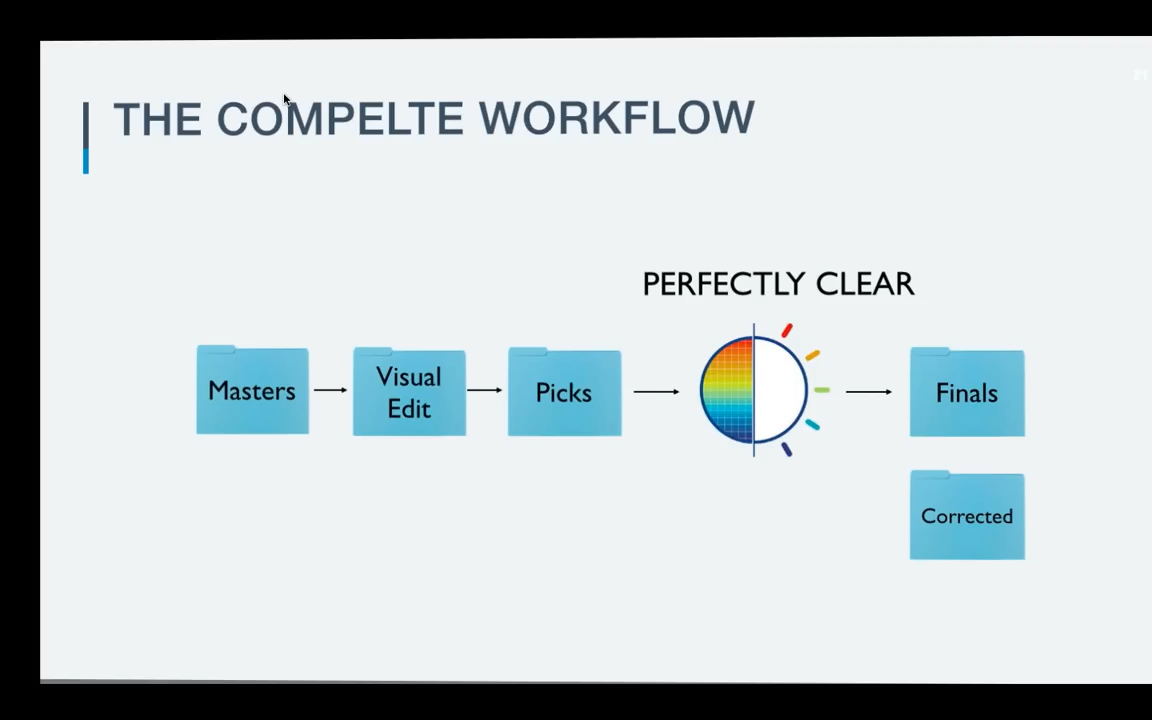 THE COMPELTE WORKFLOW
PERFECTLY CLEAR
Masters
Visual
Edit
Picks
Finals
Corrected